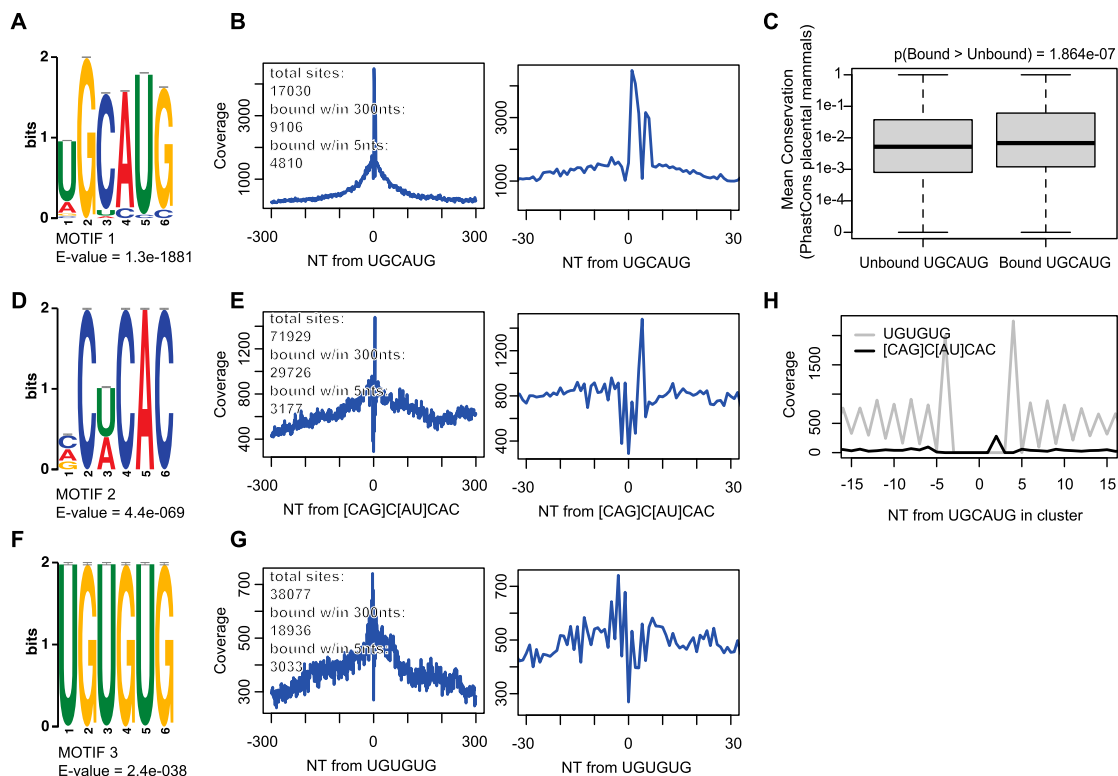 A
bits
2
1
0
U
A
G
C
A
U
G
U
A
C
C
C
1 2 3 4 5 6
MOTIF 1
E-value = 1.3e-1881
B
Coverage
3000
1000
total sites:
17030
bound w/in 300nts:
9106
bound w/in 5nts:
4810
-300 0 300
NT from UGCAUG
3000
1000
-30 0 30
NT from UGCAUG
C
p(Bound > Unbound) = 1.864e-07
Mean Conservation
(PhastCons placental mammals)
1
1e-1
1e-2
1e-3
1e-4
0
Unbound UGCAUG Bound UGCAUG
D
bits
2
1
0
C
A
G
C
U
A
C
A
C
1 2 3 4 5 6
MOTIF 2
E-value = 4.4e-069
E
Coverage
1200
800
400
total sites:
71929
bound w/in 300nts:
29726
bound w/in 5nts:
3177
-300 0 300
NT from [CAG]C[AU]CAC
1200
800
400
-30 0 30
NT from [CAG]C[AU]CAC
H
Coverage
1500
500
0
UGUGUG
[CAG]C[AU]CAC
-15 -10 -5 0 5 10 15
NT from UGCAUG in cluster
F
bits
2
1
0
UGUGUG
1 2 3 4 5 6
MOTIF 3
E-value = 2.4e-038
G
Coverage
700
500
300
total sites:
38077
bound w/in 300nts:
18936
bound w/in 5nts:
3033
-300 0 300
NT from UGUGUG
700
500
300
-30 0 30
NT from UGUGUG